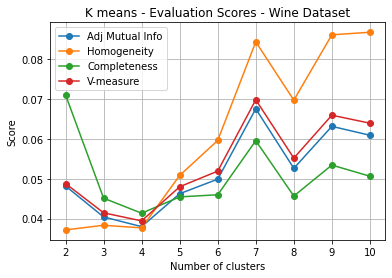 K means - Evaluation Scores - Wine Dataset
Adj Mutual Info
Homogeneity
Completeness
V-measure
Score
0.08
0.07
0.06
0.05
0.04
2 3 4 5 6 7 8 9 10
Number of clusters